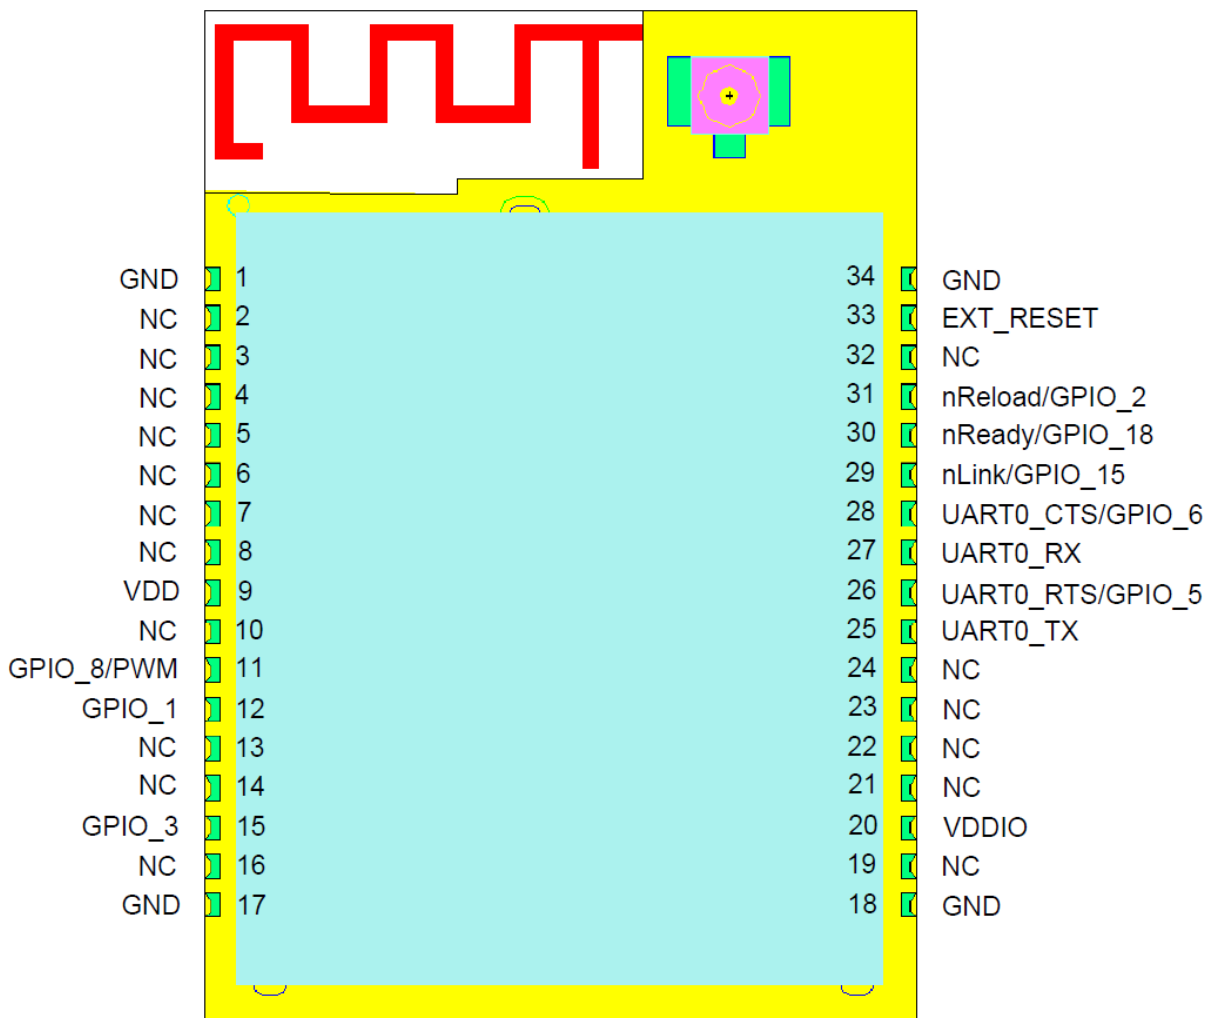 GND 1 34 GND
NC 2 33 EXT_RESET
NC 3 32 NC
NC 4 31 nReload/GPIO_2
NC 5 30 nReady/GPIO_18
NC 6 29 nLink/GPIO_15
NC 7 28 UART0_CTS/GPIO_6
NC 8 27 UART0_RX
VDD 9 26 UART0_RTS/GPIO_5
NC 10 25 UART0_TX
GPIO_8/PWM 11 24 NC
GPIO_1 12 23 NC
NC 13 22 NC
NC 14 21 NC
GPIO_3 15 20 VDDIO
NC 16 19 NC
GND 17 18 GND